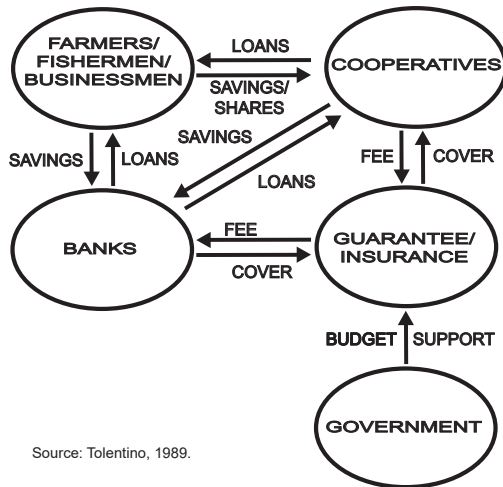 FARMERS/
FISHERMEN/
BUSINESSMEN
LOANS
SAVINGS/
SHARES
COOPERATIVES
SAVINGS
LOANS
SAVINGS
LOANS
FEE
COVER
BANKS
FEE
COVER
GUARANTEE/
INSURANCE
BUDGET SUPPORT
GOVERNMENT
Source: Tolentino, 1989.